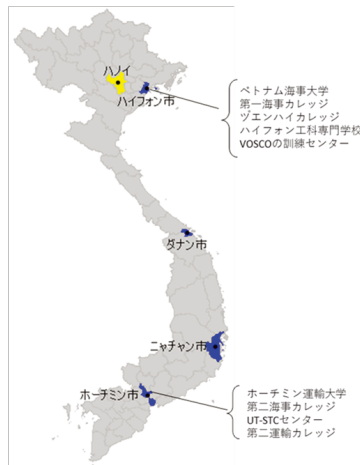 ハノイ
ハイフォン市
ベトナム海事大学
第一海事カレッジ
ヅエンハイカレッジ
ハイフォン工科専門学校
VOSCOの訓練センター
ダナン市
ニャチャン市
ホーチミン市
ホーチミン運輸大学
第二海事カレッジ
UT-STCセンター
第二運輸カレッジ